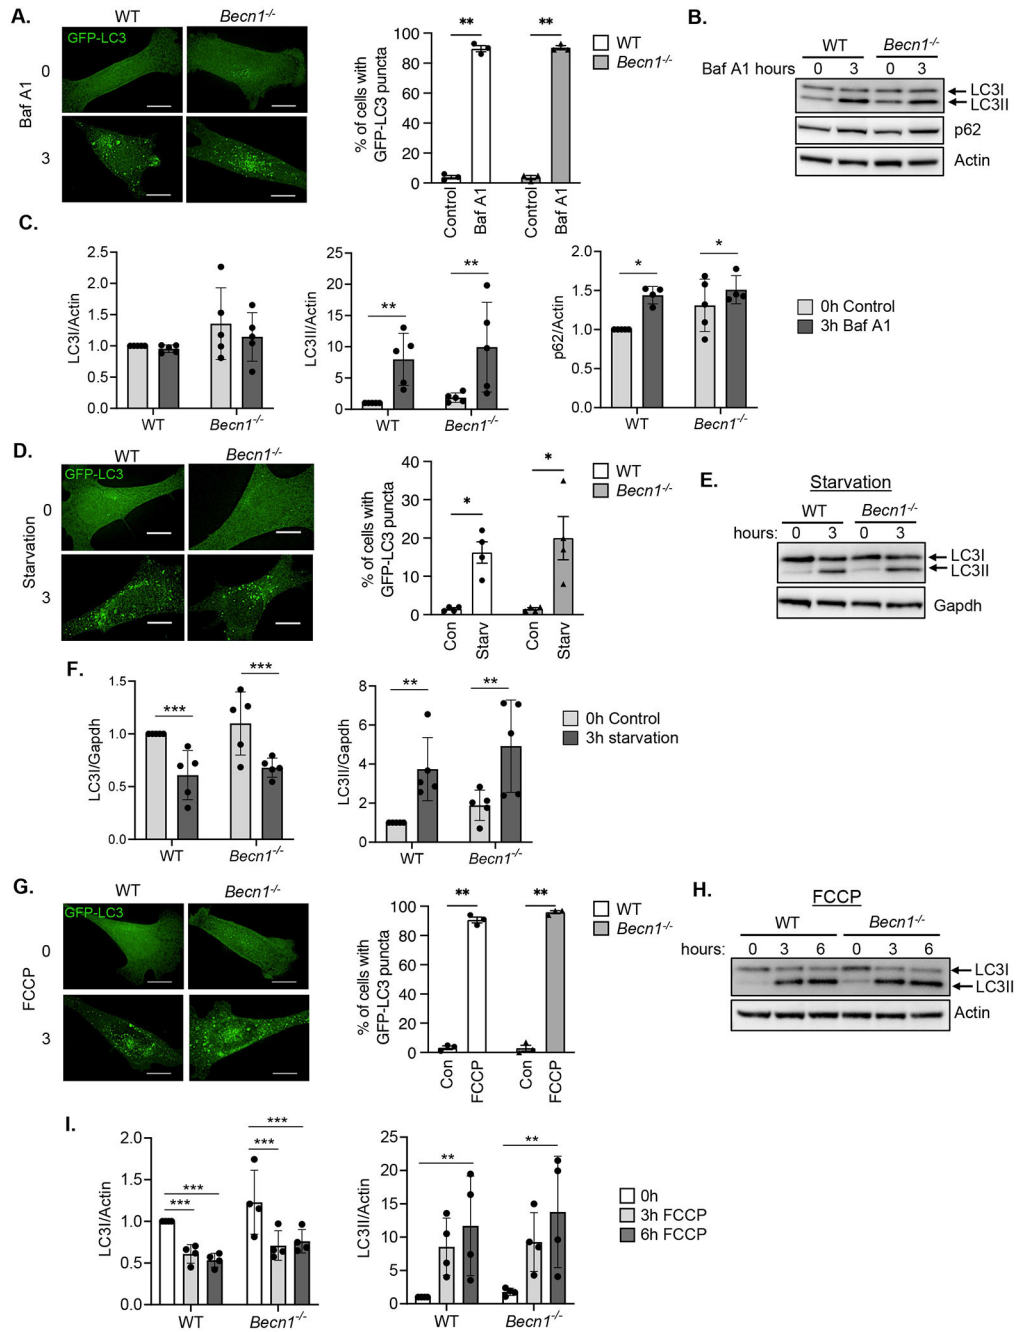 A.
WT
Becn1-/-
GFP-LC3
0
3
Baf A1
% of cells with
GFP-LC3 puncta
100
80
60
40
20
0
**
**
WT
Becn1-/-
Control
Baf A1
Control
Baf A1
B.
WT
Becn1-/-
Baf A1 hours
0 3 0 3
LC3I
LC3II
p62
Actin
C.
LC3I/Actin
2.5
2.0
1.5
1.0
0.5
0.0
WT
Becn1-/-
LC3II/Actin
25
20
15
10
5
0
**
**
WT
Becn1-/-
p62/Actin
2.0
1.5
1.0
0.5
0.0
*
*
WT
Becn1-/-
0h Control
3h Baf A1
D.
WT
Becn1-/-
GFP-LC3
0
3
Starvation
% of cells with
GFP-LC3 puncta
40
30
20
10
0
*
*
WT
Becn1-/-
Con
Starv
Con
Starv
E.
Starvation
WT
Becn1-/-
hours: 0 3 0 3
LC3I
LC3II
Gapdh
F.
LC3I/Gapdh
1.5
1.0
0.5
0.0
***
***
WT
Becn1-/-
LC3II/Gapdh
8
6
4
2
0
**
**
WT
Becn1-/-
0h Control
3h starvation
G.
WT
Becn1-/-
GFP-LC3
0
3
FCCP
% of cells with
GFP-LC3 puncta
100
80
60
40
20
0
**
**
WT
Becn1-/-
Con
FCCP
Con
FCCP
H.
FCCP
WT
Becn1-/-
hours: 0 3 6 0 3 6
LC3I
LC3II
Actin
I.
LC3I/Actin
2.0
1.5
1.0
0.5
0.0
***
***
***
***
WT
Becn1-/-
LC3II/Actin
25
20
15
10
5
0
**
**
WT
Becn1-/-
0h
3h FCCP
6h FCCP